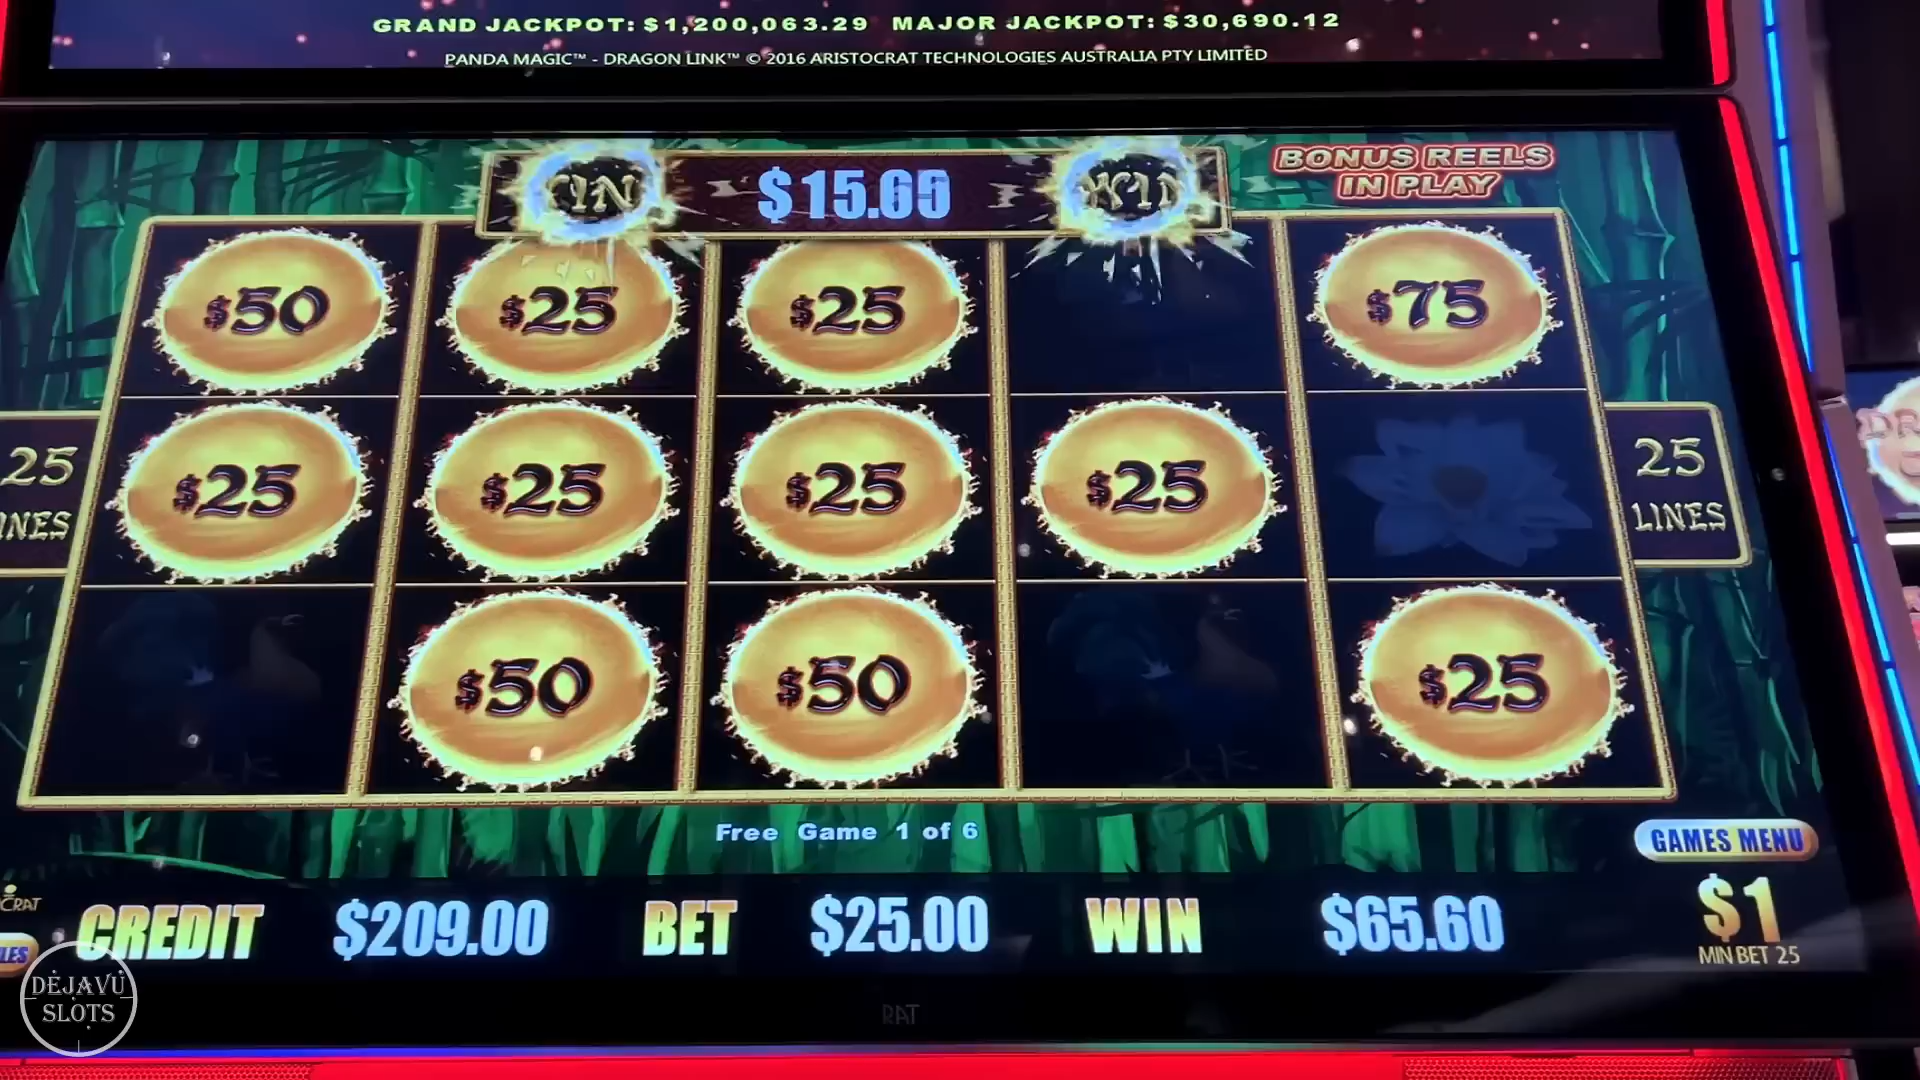 GRAND JACKPOT: $1,200,063.29 MAJOR JACKPOT: $30,690.12
PANDA MAGIC™ - DRAGON LINK™ © 2016 ARISTOCRAT TECHNOLOGIES AUSTRALIA PTY LIMITED
BONUS REELS
IN PLAY
WIN
$50 $25 $25 $75
$25 $25 $25 $25
$50 $50 $25
25
LINES
25
LINES
Free Game 1 of 6
GAMES MENU
CREDIT $209.00 BET $25.00 WIN $65.60
$1
MIN BET 25
DÉJAVU
SLOTS